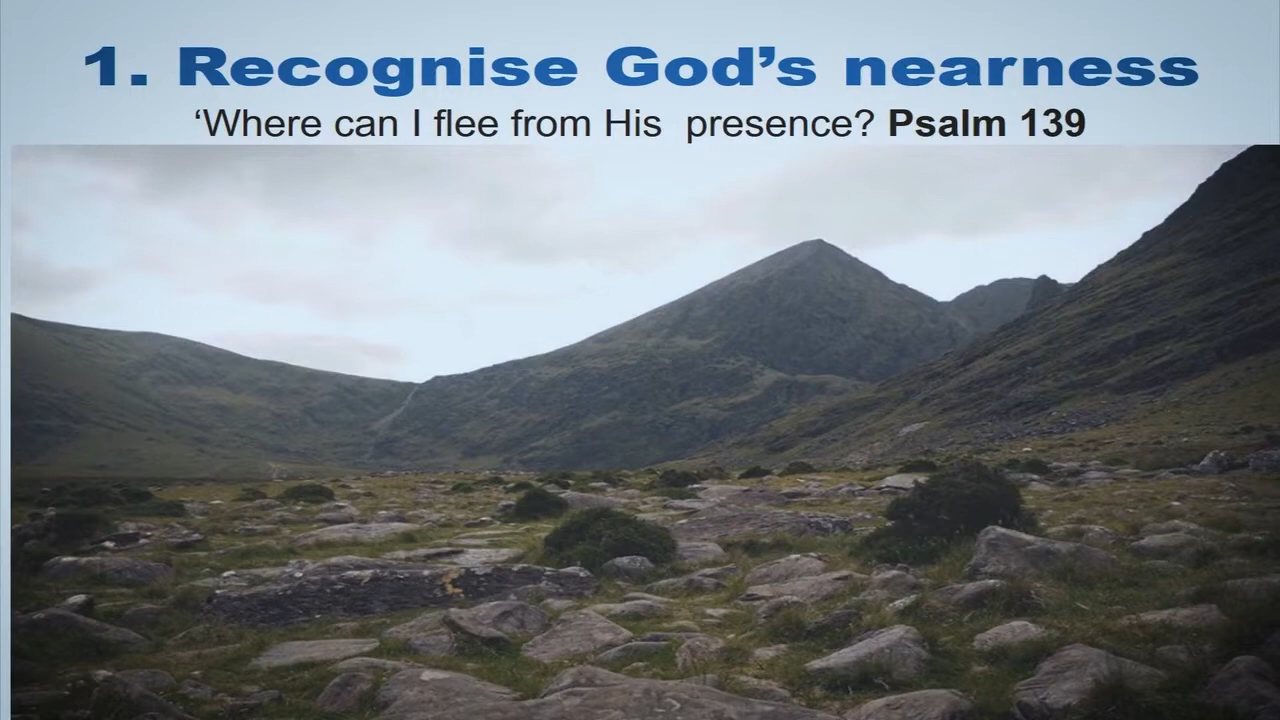 1. Recognise God’s nearness
‘Where can I flee from His  presence? Psalm 139